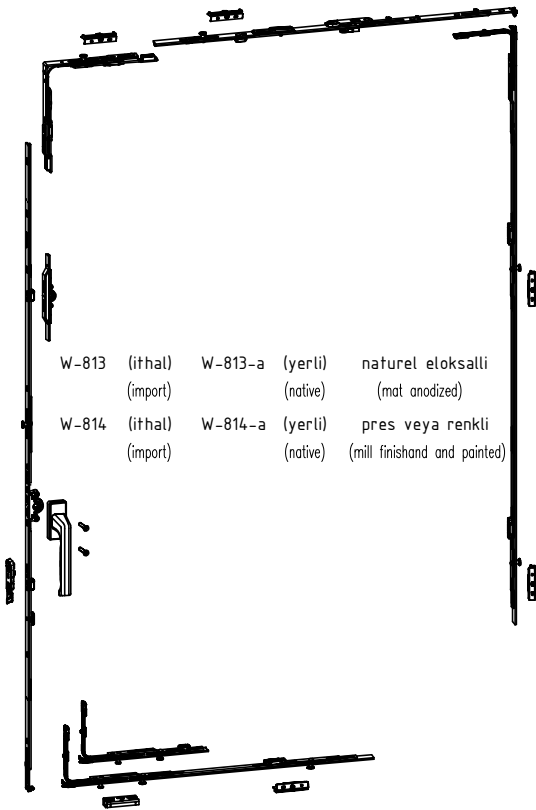 W-813 (ithal) W-813-a (yerli) naturel eloksalli
(import) (native) (mat anodized)
W-814 (ithal) W-814-a (yerli) pres veya renkli
(import) (native) (mill finishand and painted)